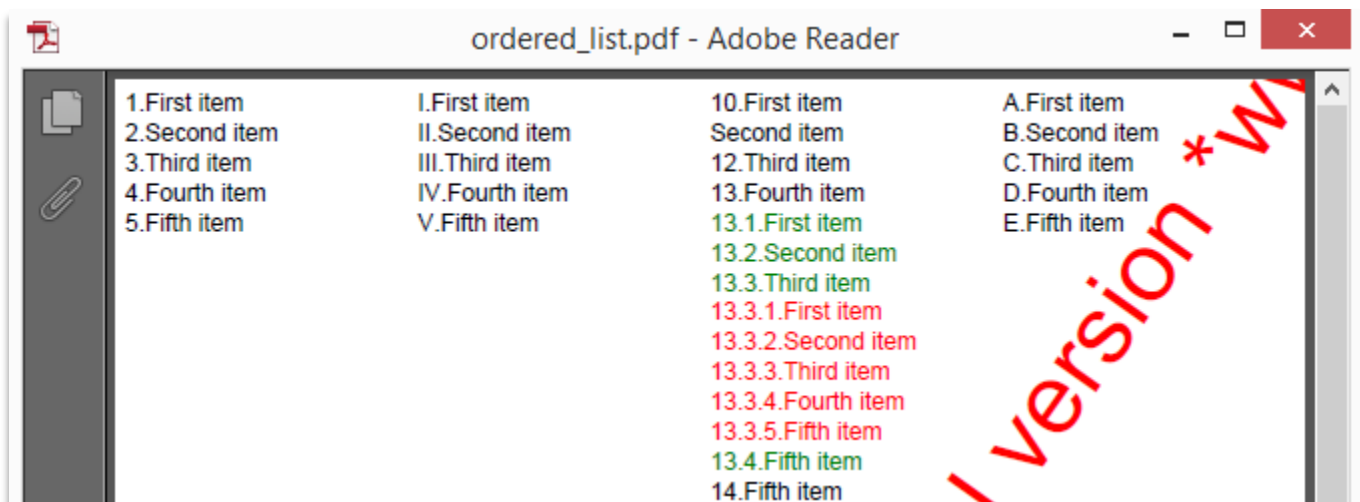 ordered_list.pdf - Adobe Reader
1.First item
2.Second item
3.Third item
4.Fourth item
5.Fifth item
I.First item
II.Second item
III.Third item
IV.Fourth item
V.Fifth item
10.First item
Second item
12.Third item
13.Fourth item
13.1.First item
13.2.Second item
13.3.Third item
13.3.1.First item
13.3.2.Second item
13.3.3.Third item
13.3.4.Fourth item
13.3.5.Fifth item
13.4.Fifth item
14.Fifth item
A.First item
B.Second item
C.Third item
D.Fourth item
E.Fifth item
version *w